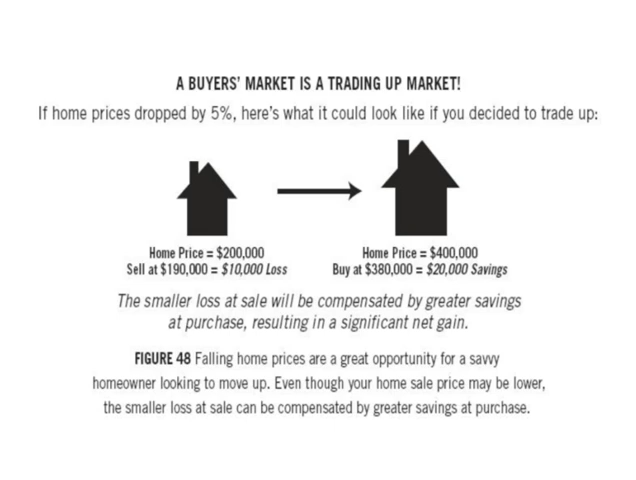 A BUYERS' MARKET IS A TRADING UP MARKET!
If home prices dropped by 5%, here's what it could look like if you decided to trade up:
Home Price = $200,000
Sell at $190,000 = $10,000 Loss
Home Price = $400,000
Buy at $380,000 = $20,000 Savings
The smaller loss at sale will be compensated by greater savings
at purchase, resulting in a significant net gain.
FIGURE 48 Falling home prices are a great opportunity for a savvy
homeowner looking to move up. Even though your home sale price may be lower,
the smaller loss at sale can be compensated by greater savings at purchase.